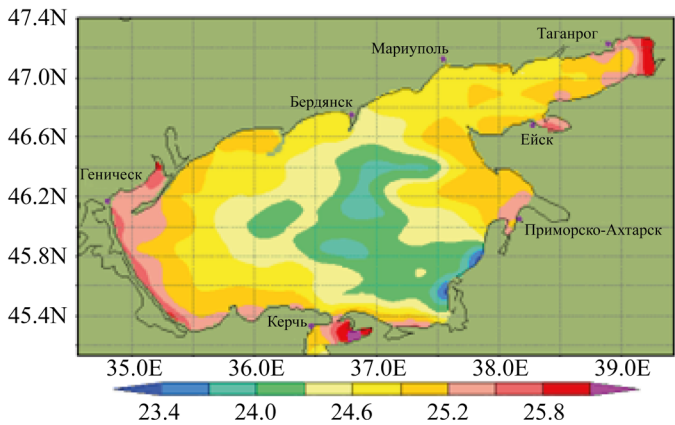 47.4N
Таганрог
Мариуполь
47.0N
Бердянск
46.6N
Ейск
Геническ
46.2N
Приморско-Ахтарск
45.8N
45.4N
Керчь
35.0E 36.0E 37.0E 38.0E 39.0E
23.4 24.0 24.6 25.2 25.8